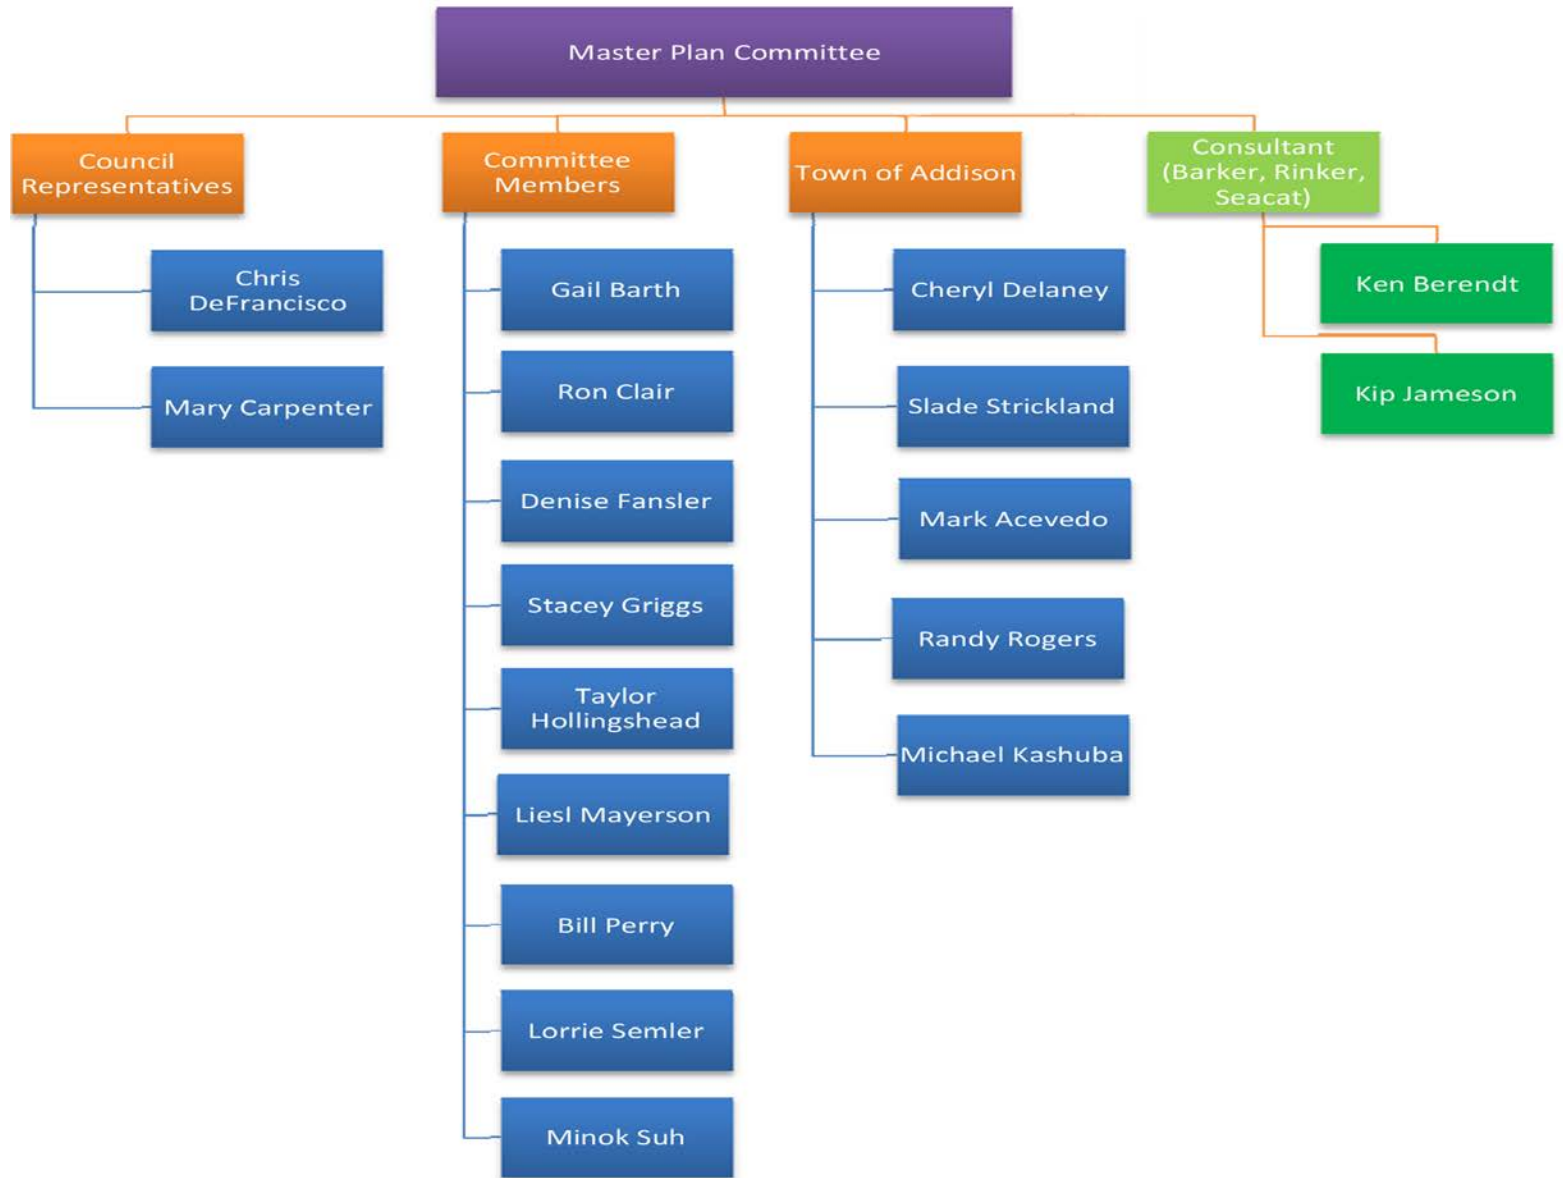 Master Plan Committee
Council
Representatives
Chris
DeFrancisco
Mary Carpenter
Committee
Members
Gail Barth
Ron Clair
Denise Fansler
Stacey Griggs
Taylor
Hollingshead
Liesl Mayerson
Bill Perry
Lorrie Semler
Minok Suh
Town of Addison
Cheryl Delaney
Slade Strickland
Mark Acevedo
Randy Rogers
Michael Kashuba
Consultant
(Barker, Rinker,
Seacat)
Ken Berendt
Kip Jameson